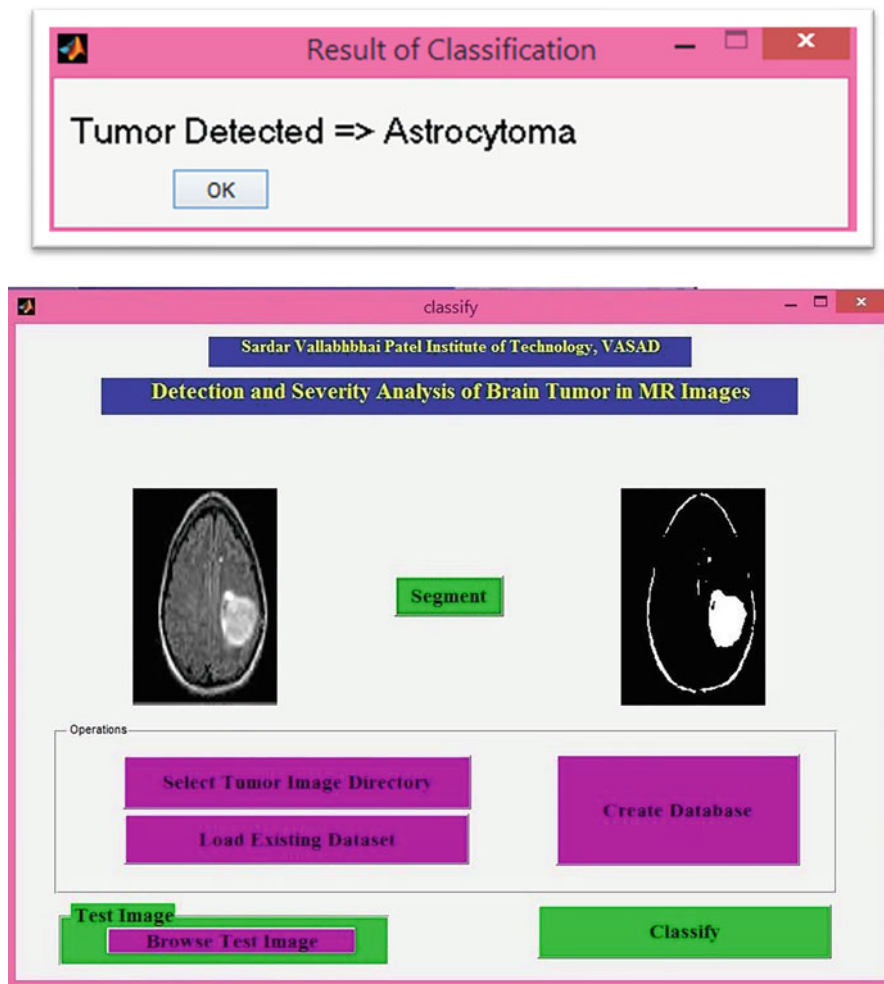 Result of Classification
Tumor Detected => Astrocytoma
OK
classify
Sardar Vallabhbhai Patel Institute of Technology, VASAD
Detection and Severity Analysis of Brain Tumor in MR Images
Segment
Operations
Select Tumor Image Directory
Create Database
Load Existing Dataset
Test Image
Browse Test Image
Classify